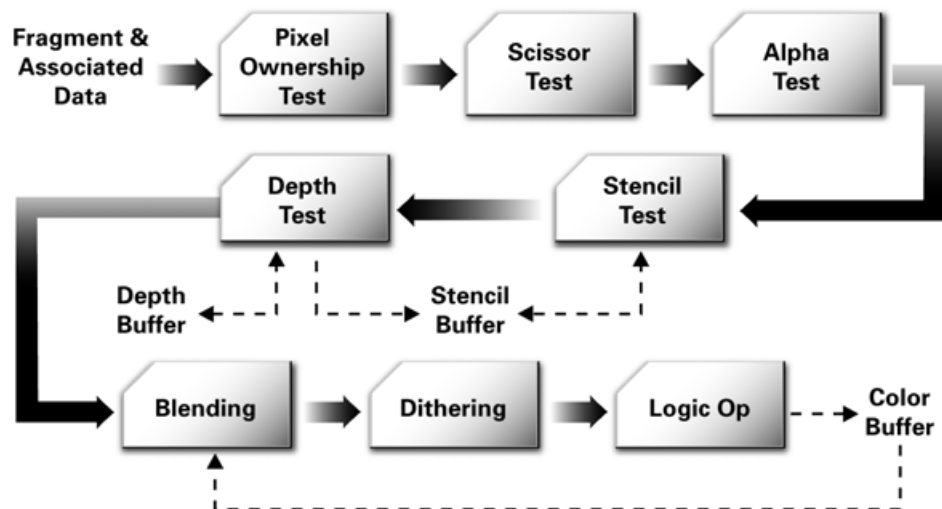 Fragment &
Associated
Data
Pixel
Ownership
Test
Scissor
Test
Alpha
Test
Depth
Test
Stencil
Test
Depth
Buffer
Stencil
Buffer
Blending
Dithering
Logic Op
Color
Buffer